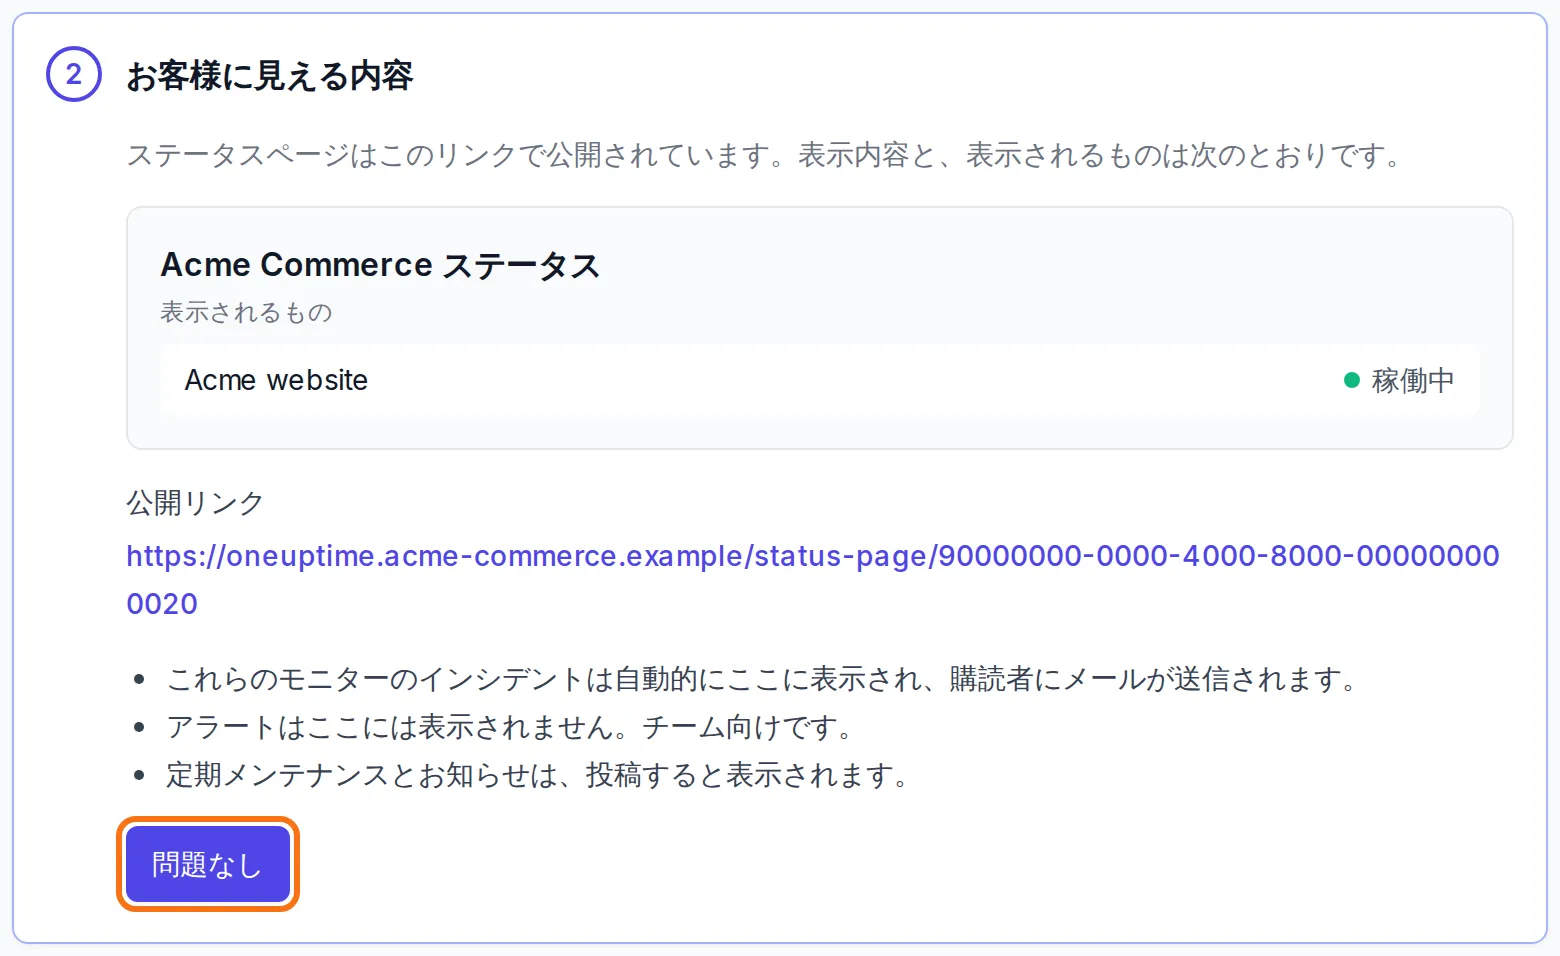 2
お客様に見える内容
ステータスページはこのリンクで公開されています。表示内容と、表示されるものは次のとおりです。
Acme Commerce ステータス
表示されるもの
Acme website
稼働中
公開リンク
https://oneuptime.acme-commerce.example/status-page/90000000-0000-4000-8000-00000000
0020
• これらのモニターのインシデントは自動的にここに表示され、購読者にメールが送信されます。
• アラートはここには表示されません。チーム向けです。
• 定期メンテナンスとお知らせは、投稿すると表示されます。
問題なし